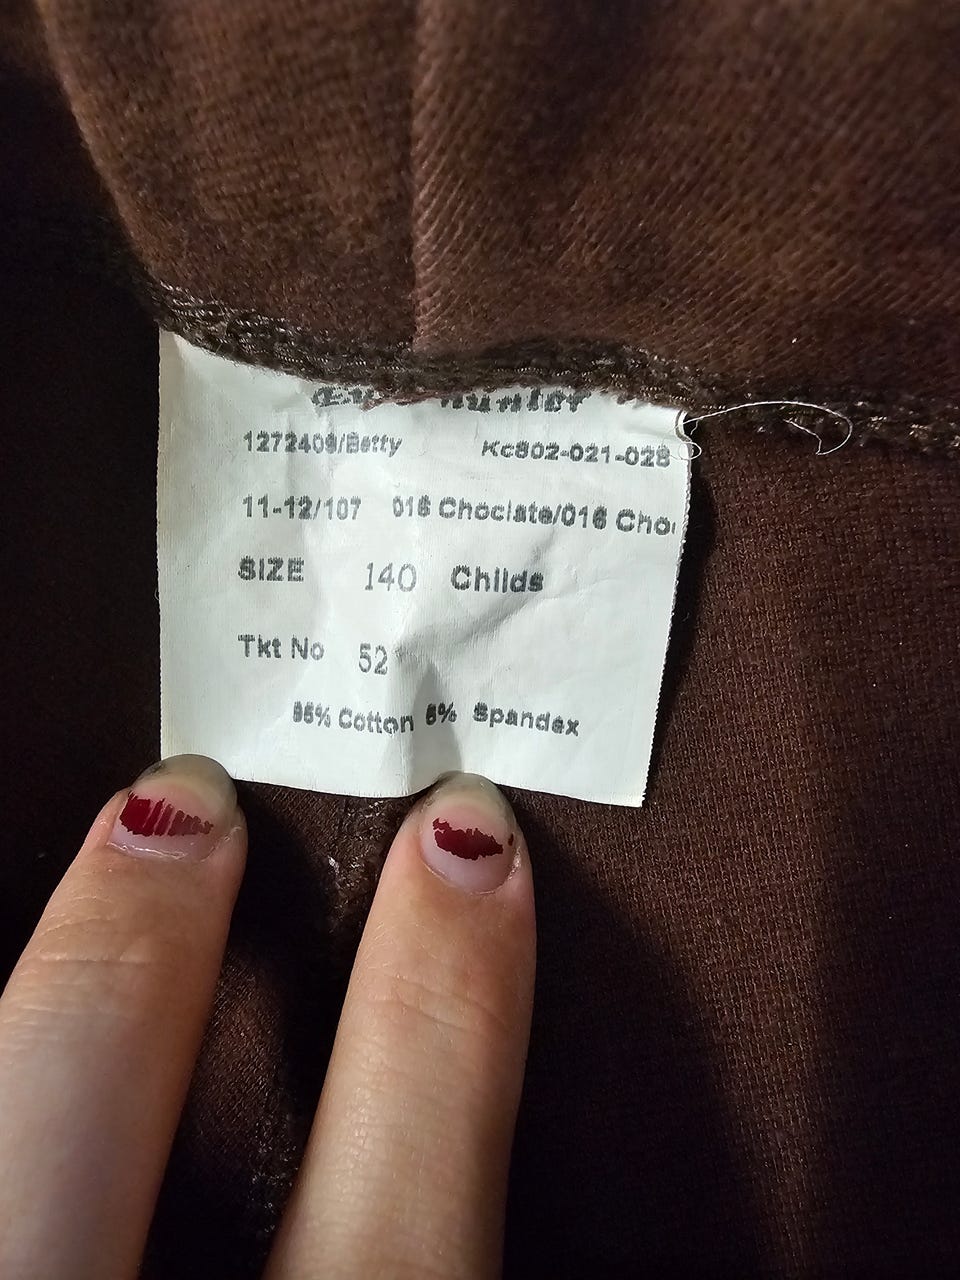 1272408/Betty Kc802-021-028
11-12/107 016 Choclate/016 Cho
SIZE 140 Childs
Tkt No 52
95% Cotton 5% Spandex